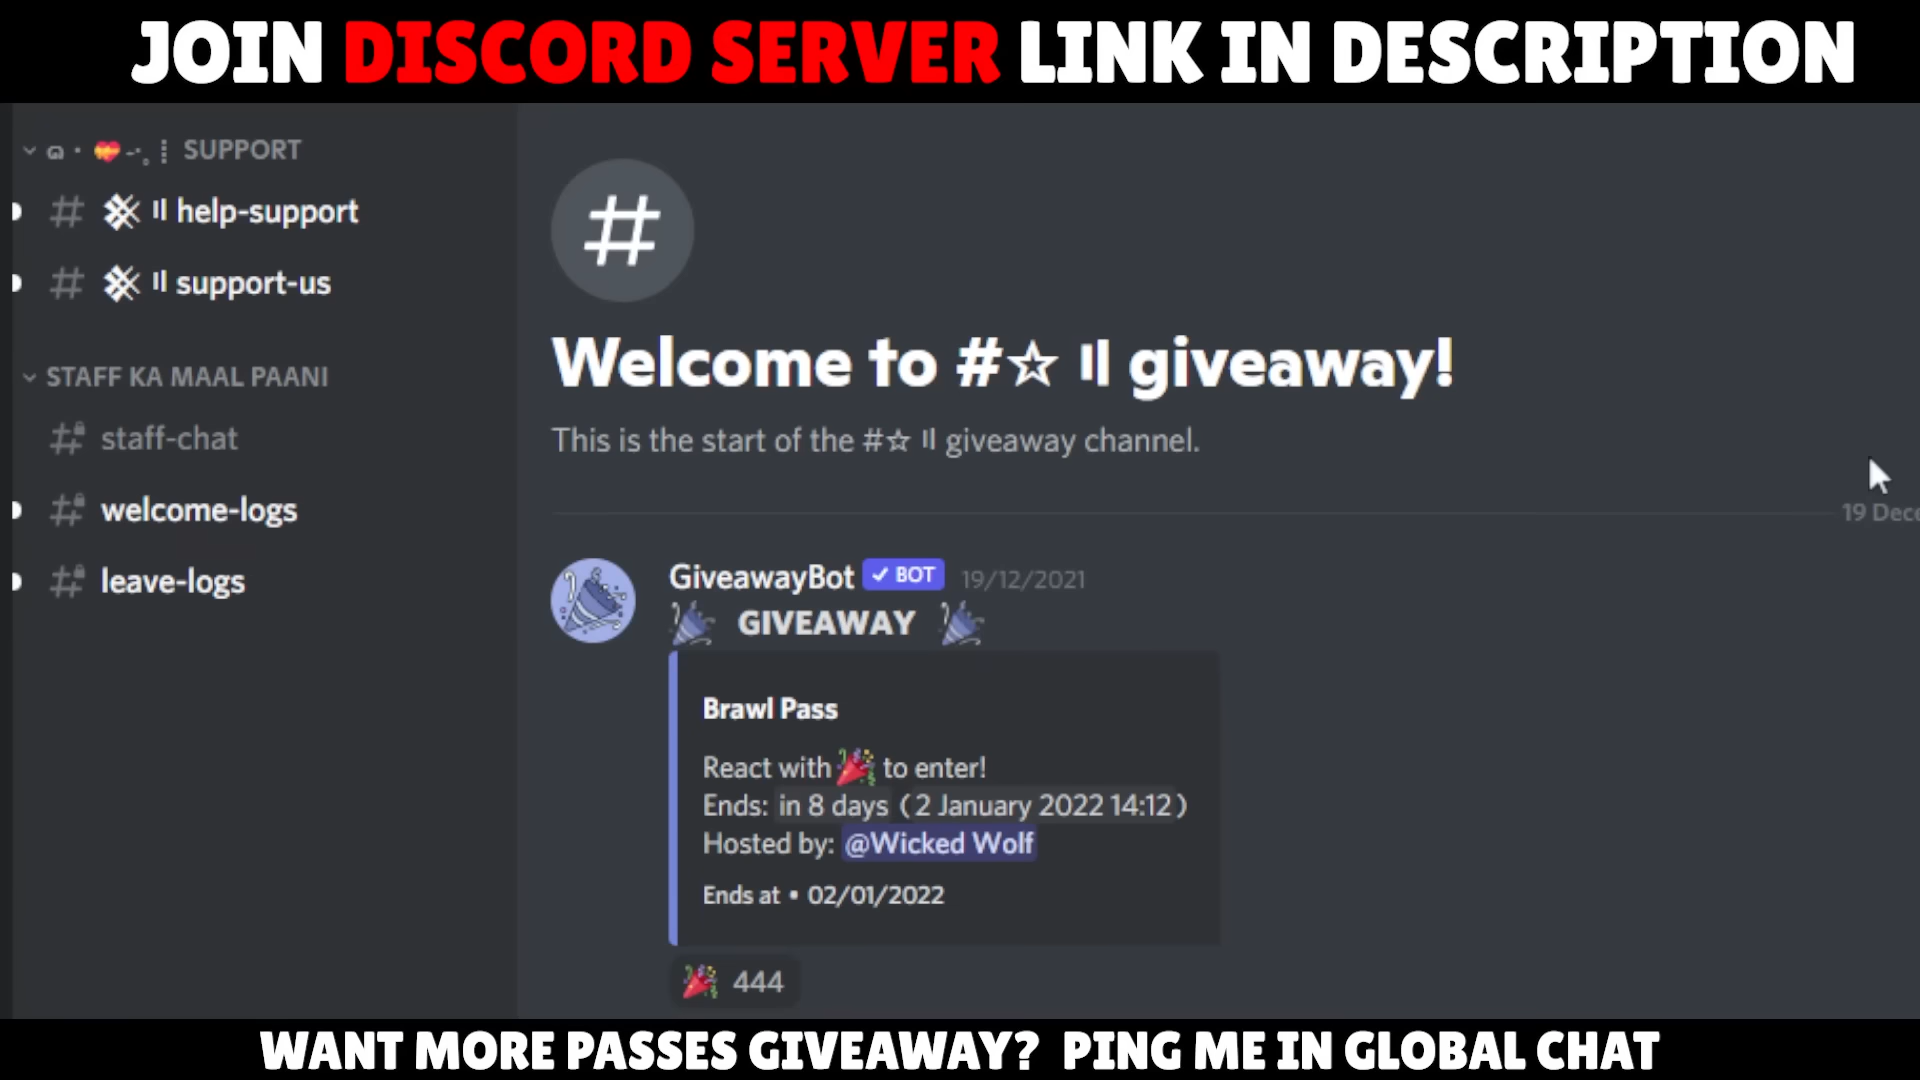 JOIN DISCORD SERVER LINK IN DESCRIPTION
SUPPORT
help-support
support-us
STAFF KA MAAL PAANI
staff-chat
welcome-logs
leave-logs
Welcome to #☆ 〢 giveaway!
This is the start of the #☆ 〢 giveaway channel.
19 Dece
GiveawayBot ✓ BOT 19/12/2021
🎉 GIVEAWAY 🎉
Brawl Pass
React with 🎉 to enter!
Ends: in 8 days (2 January 2022 14:12)
Hosted by: @Wicked Wolf
Ends at • 02/01/2022
🎉 444
WANT MORE PASSES GIVEAWAY? PING ME IN GLOBAL CHAT